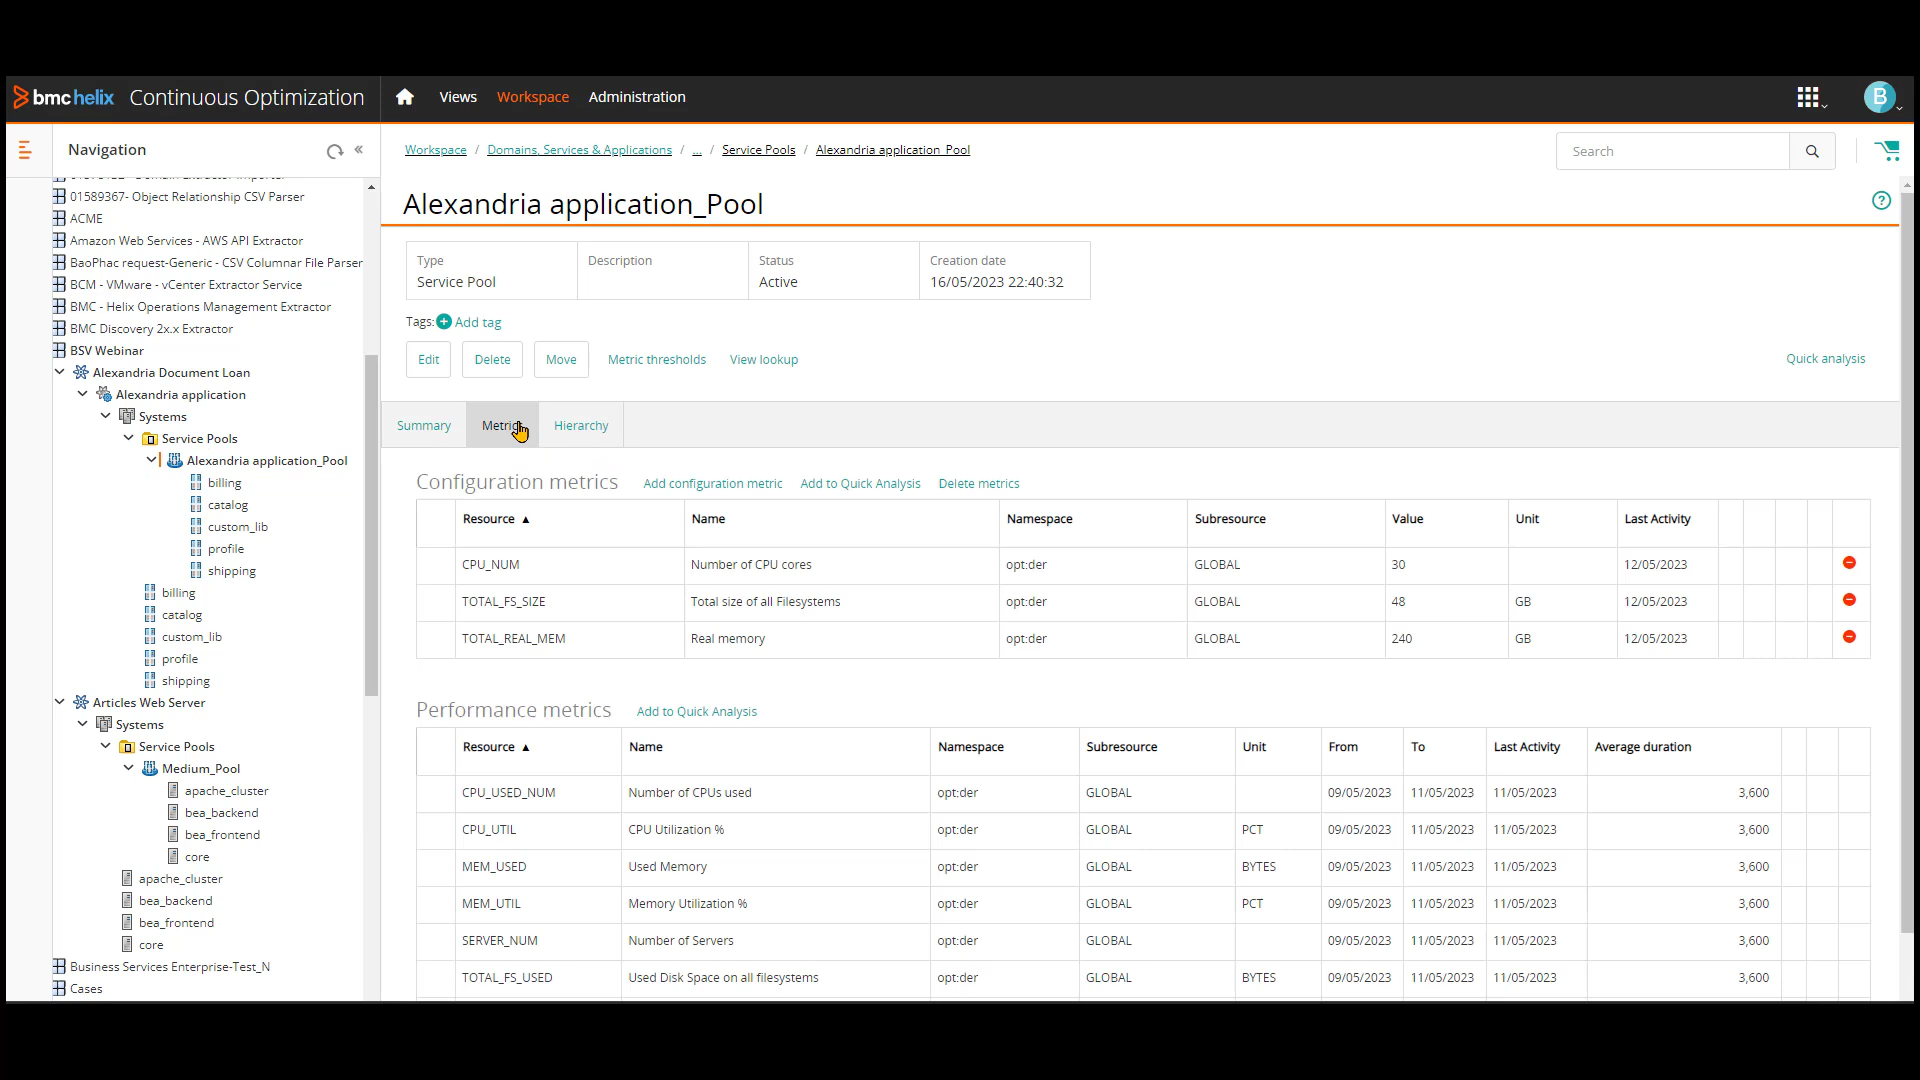 bmchelix Continuous Optimization Views Workspace Administration B
Navigation «
Workspace / Domains, Services & Applications / ... / Service Pools / Alexandria application_Pool
Search
Alexandria application_Pool
?
Type Description Status Creation date
Service Pool Active 16/05/2023 22:40:32
Tags: Add tag
Edit Delete Move Metric thresholds View lookup Quick analysis
Summary Metric Hierarchy
01589367- Object Relationship CSV Parser
ACME
Amazon Web Services - AWS API Extractor
BaoPhac request-Generic - CSV Columnar File Parser
BCM - VMware - vCenter Extractor Service
BMC - Helix Operations Management Extractor
BMC Discovery 2x.x Extractor
BSV Webinar
Alexandria Document Loan
Alexandria application
Systems
Service Pools
Alexandria application_Pool
billing
catalog
custom_lib
profile
shipping
billing
catalog
custom_lib
profile
shipping
Articles Web Server
Systems
Service Pools
Medium_Pool
apache_cluster
bea_backend
bea_frontend
core
apache_cluster
bea_backend
bea_frontend
core
Business Services Enterprise-Test_N
Cases
Configuration metrics Add configuration metric Add to Quick Analysis Delete metrics
Resource ▲ Name Namespace Subresource Value Unit Last Activity
CPU_NUM Number of CPU cores opt:der GLOBAL 30 12/05/2023
TOTAL_FS_SIZE Total size of all Filesystems opt:der GLOBAL 48 GB 12/05/2023
TOTAL_REAL_MEM Real memory opt:der GLOBAL 240 GB 12/05/2023
Performance metrics Add to Quick Analysis
Resource ▲ Name Namespace Subresource Unit From To Last Activity Average duration
CPU_USED_NUM Number of CPUs used opt:der GLOBAL 09/05/2023 11/05/2023 11/05/2023 3,600
CPU_UTIL CPU Utilization % opt:der GLOBAL PCT 09/05/2023 11/05/2023 11/05/2023 3,600
MEM_USED Used Memory opt:der GLOBAL BYTES 09/05/2023 11/05/2023 11/05/2023 3,600
MEM_UTIL Memory Utilization % opt:der GLOBAL PCT 09/05/2023 11/05/2023 11/05/2023 3,600
SERVER_NUM Number of Servers opt:der GLOBAL 09/05/2023 11/05/2023 11/05/2023 3,600
TOTAL_FS_USED Used Disk Space on all filesystems opt:der GLOBAL BYTES 09/05/2023 11/05/2023 11/05/2023 3,600